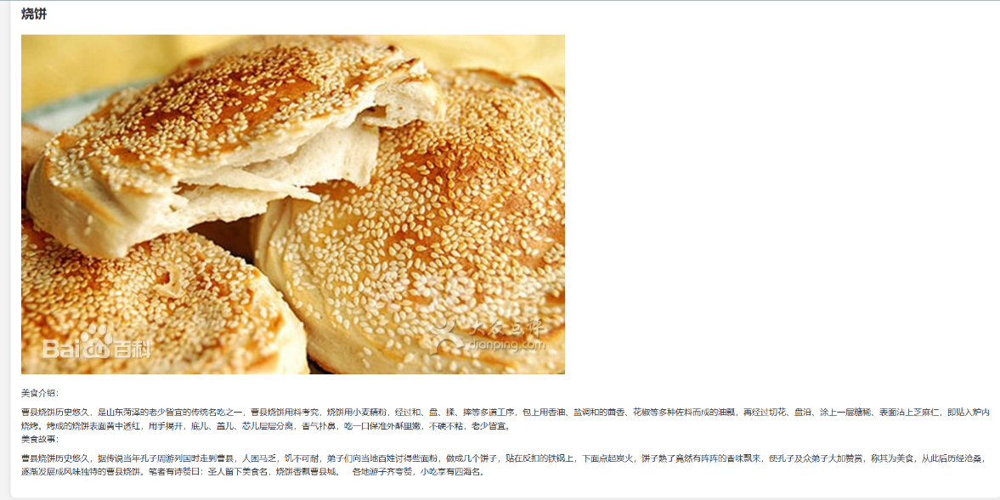 烧饼
Bai百科
大众点评
dianping.com
美食介绍：
曹县烧饼历史悠久，是山东菏泽的老少皆宜的传统名吃之一，曹县烧饼用料考究，烧饼用小麦精粉，经过和、盘、揉、摔等多道工序，包上用香油、盐调和的茴香、花椒等多种佐料而成的油瓤，再经过切花、盘泊、涂上一层糖稀、表面沾上芝麻仁，即贴入炉内
烧烤。烤成的烧饼表面黄中透红，用手揭开，底儿、盖儿、芯儿层层分离，香气扑鼻，吃一口保准外酥里嫩，不硬不粘，老少皆宜。
美食故事：
曹县烧饼历史悠久，据传说当年孔子周游列国时走到曹县，人困马乏，饥不可耐，弟子们向当地百姓讨得些面粉，做成几个饼子，贴在反扣的铁锅上，下面点起炭火，饼子熟了竟然有阵阵的香味飘来，使孔子及众弟子大加赞赏，称其为美食，从此后历经沧桑，
逐渐发展成风味独特的曹县烧饼。笔者有诗赞曰：圣人留下美食名，烧饼香飘曹县城。 各地游子齐夸赞，小吃享有四海名。